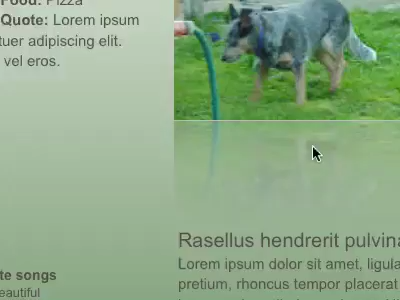 Food: Pizza
Quote: Lorem ipsum
tuer adipiscing elit.
vel eros.
te songs
eautiful
Rasellus hendrerit pulvina
Lorem ipsum dolor sit amet, ligula
pretium, rhoncus tempor placerat